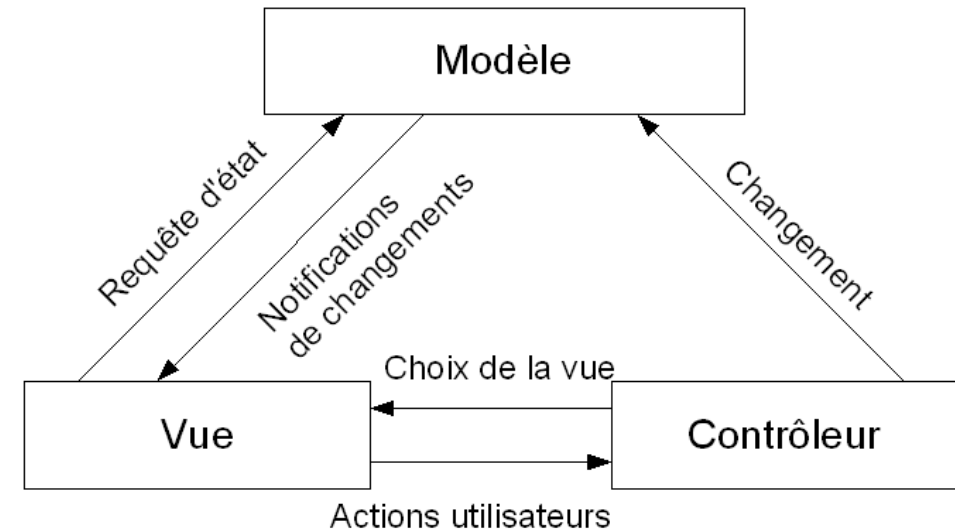 Modèle
Requête d'état
Notifications
de changements
Changement
Choix de la vue
Vue
Contrôleur
Actions utilisateurs